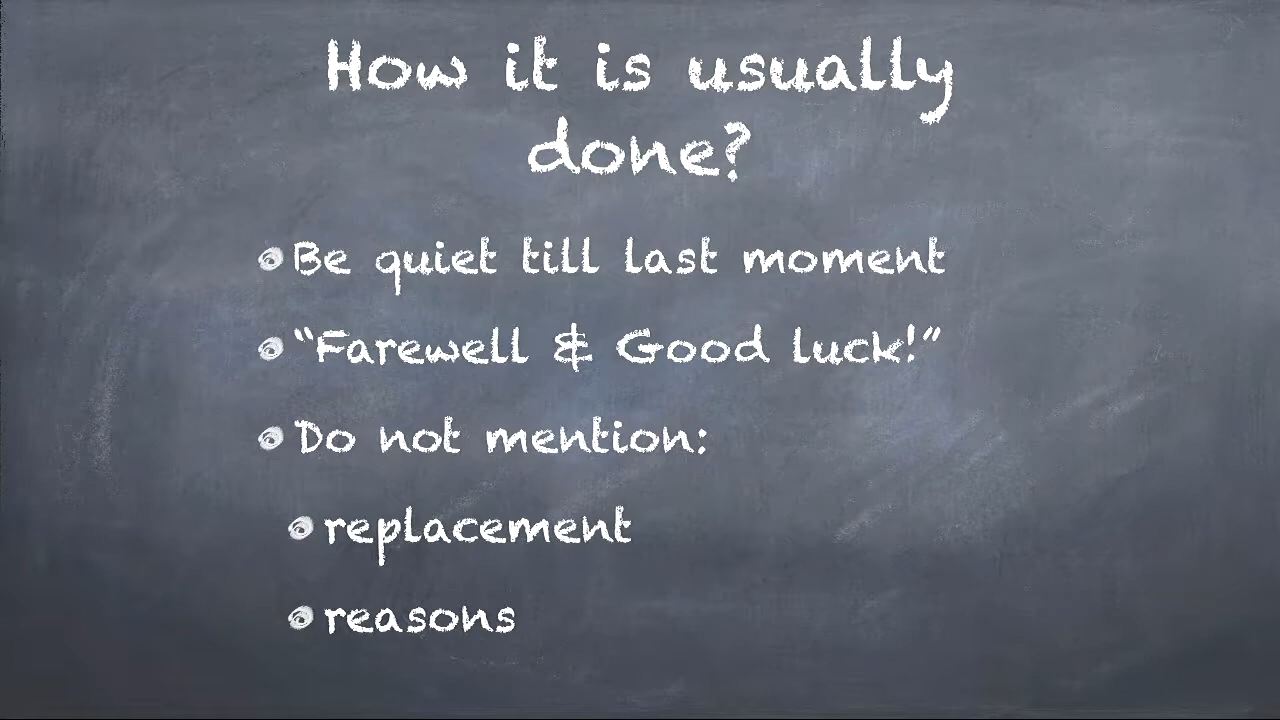 How it is usually
done?
Be quiet till last moment
“Farewell & Good luck!”
Do not mention:
replacement
reasons